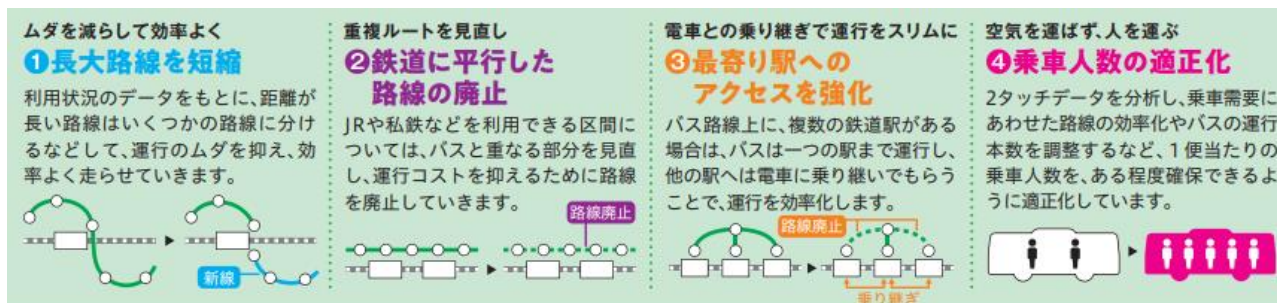 ムダを減らして効率よく
❶長大路線を短縮
利用状況のデータをもとに、距離が
長い路線はいくつかの路線に分け
るなどして、運行のムダを抑え、効
率よく走らせていきます。
新線
重複ルートを見直し
❷鉄道に平行した
路線の廃止
JRや私鉄などを利用できる区間に
ついては、バスと重なる部分を見直
し、運行コストを抑えるために路線
を廃止していきます。
路線廃止
電車との乗り継ぎで運行をスリムに
❸最寄り駅への
アクセスを強化
バス路線上に、複数の鉄道駅がある
場合は、バスは一つの駅まで運行し、
他の駅へは電車に乗り継いでもらう
ことで、運行を効率化します。
路線廃止
乗り継ぎ
空気を運ばず、人を運ぶ
❹乗車人数の適正化
2タッチデータを分析し、乗車需要に
あわせた路線の効率化やバスの運行
本数を調整するなど、1便当たりの
乗車人数を、ある程度確保できるよ
うに適正化しています。